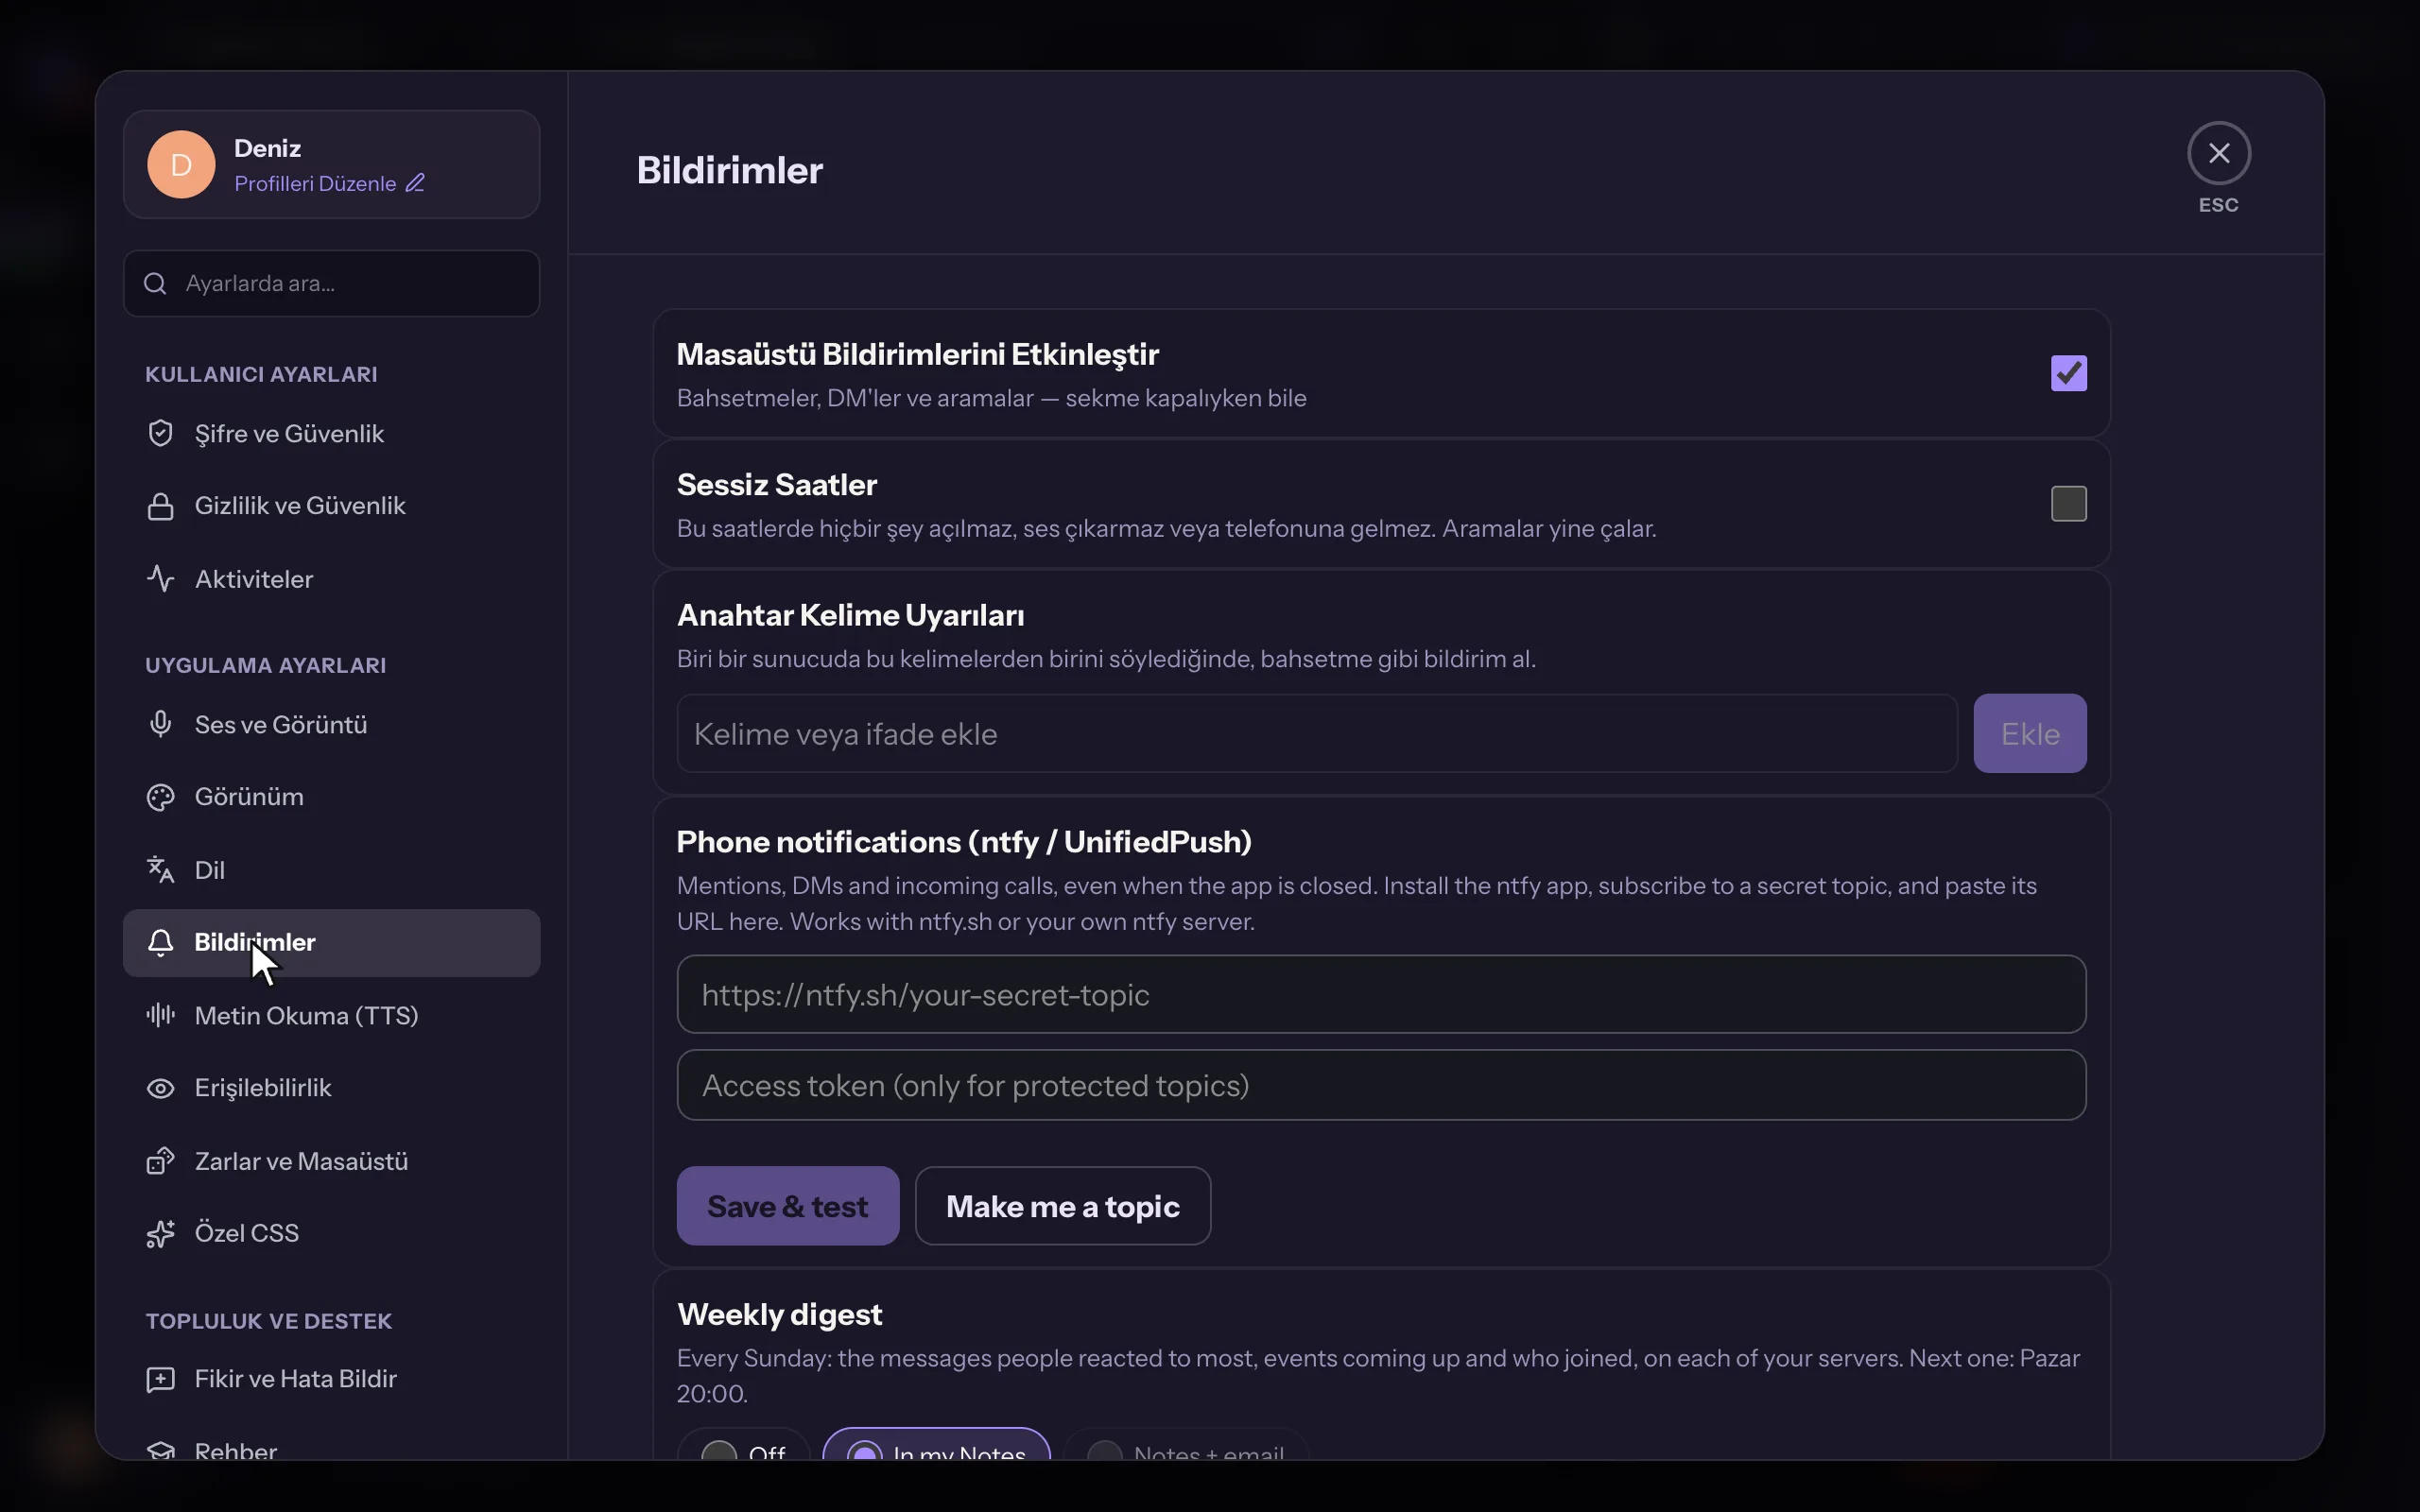 D
Deniz
Profilleri Düzenle
Ayarlarda ara...
KULLANICI AYARLARI
Şifre ve Güvenlik
Gizlilik ve Güvenlik
Aktiviteler
UYGULAMA AYARLARI
Ses ve Görüntü
Görünüm
Dil
Bildirimler
Metin Okuma (TTS)
Erişilebilirlik
Zarlar ve Masaüstü
Özel CSS
TOPLULUK VE DESTEK
Fikir ve Hata Bildir
Rehber
Bildirimler
ESC
Masaüstü Bildirimlerini Etkinleştir
Bahsetmeler, DM'ler ve aramalar — sekme kapalıyken bile
Sessiz Saatler
Bu saatlerde hiçbir şey açılmaz, ses çıkarmaz veya telefonuna gelmez. Aramalar yine çalar.
Anahtar Kelime Uyarıları
Biri bir sunucuda bu kelimelerden birini söylediğinde, bahsetme gibi bildirim al.
Kelime veya ifade ekle
Ekle
Phone notifications (ntfy / UnifiedPush)
Mentions, DMs and incoming calls, even when the app is closed. Install the ntfy app, subscribe to a secret topic, and paste its
URL here. Works with ntfy.sh or your own ntfy server.
https://ntfy.sh/your-secret-topic
Access token (only for protected topics)
Save & test
Make me a topic
Weekly digest
Every Sunday: the messages people reacted to most, events coming up and who joined, on each of your servers. Next one: Pazar
20:00.
Off
In my Notes
Notes + email